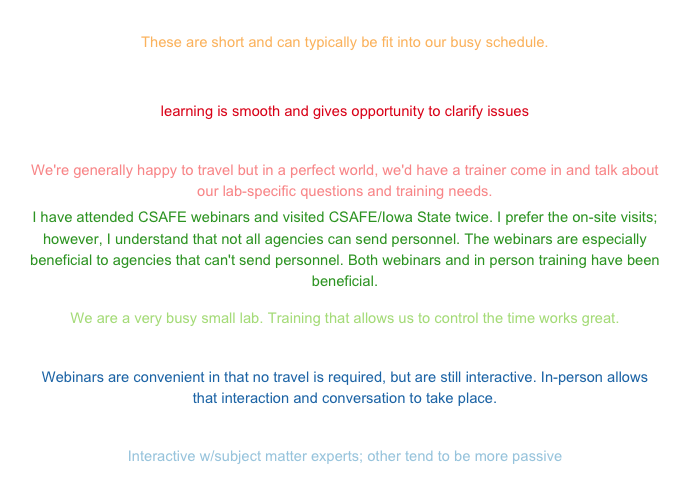 These are short and can typically be fit into our busy schedule.
learning is smooth and gives opportunity to clarify issues
We're generally happy to travel but in a perfect world, we'd have a trainer come in and talk about
our lab-specific questions and training needs.
I have attended CSAFE webinars and visited CSAFE/Iowa State twice. I prefer the on-site visits;
however, I understand that not all agencies can send personnel. The webinars are especially
beneficial to agencies that can't send personnel. Both webinars and in person training have been
beneficial.
We are a very busy small lab. Training that allows us to control the time works great.
Webinars are convenient in that no travel is required, but are still interactive. In-person allows
that interaction and conversation to take place.
Interactive w/subject matter experts; other tend to be more passive